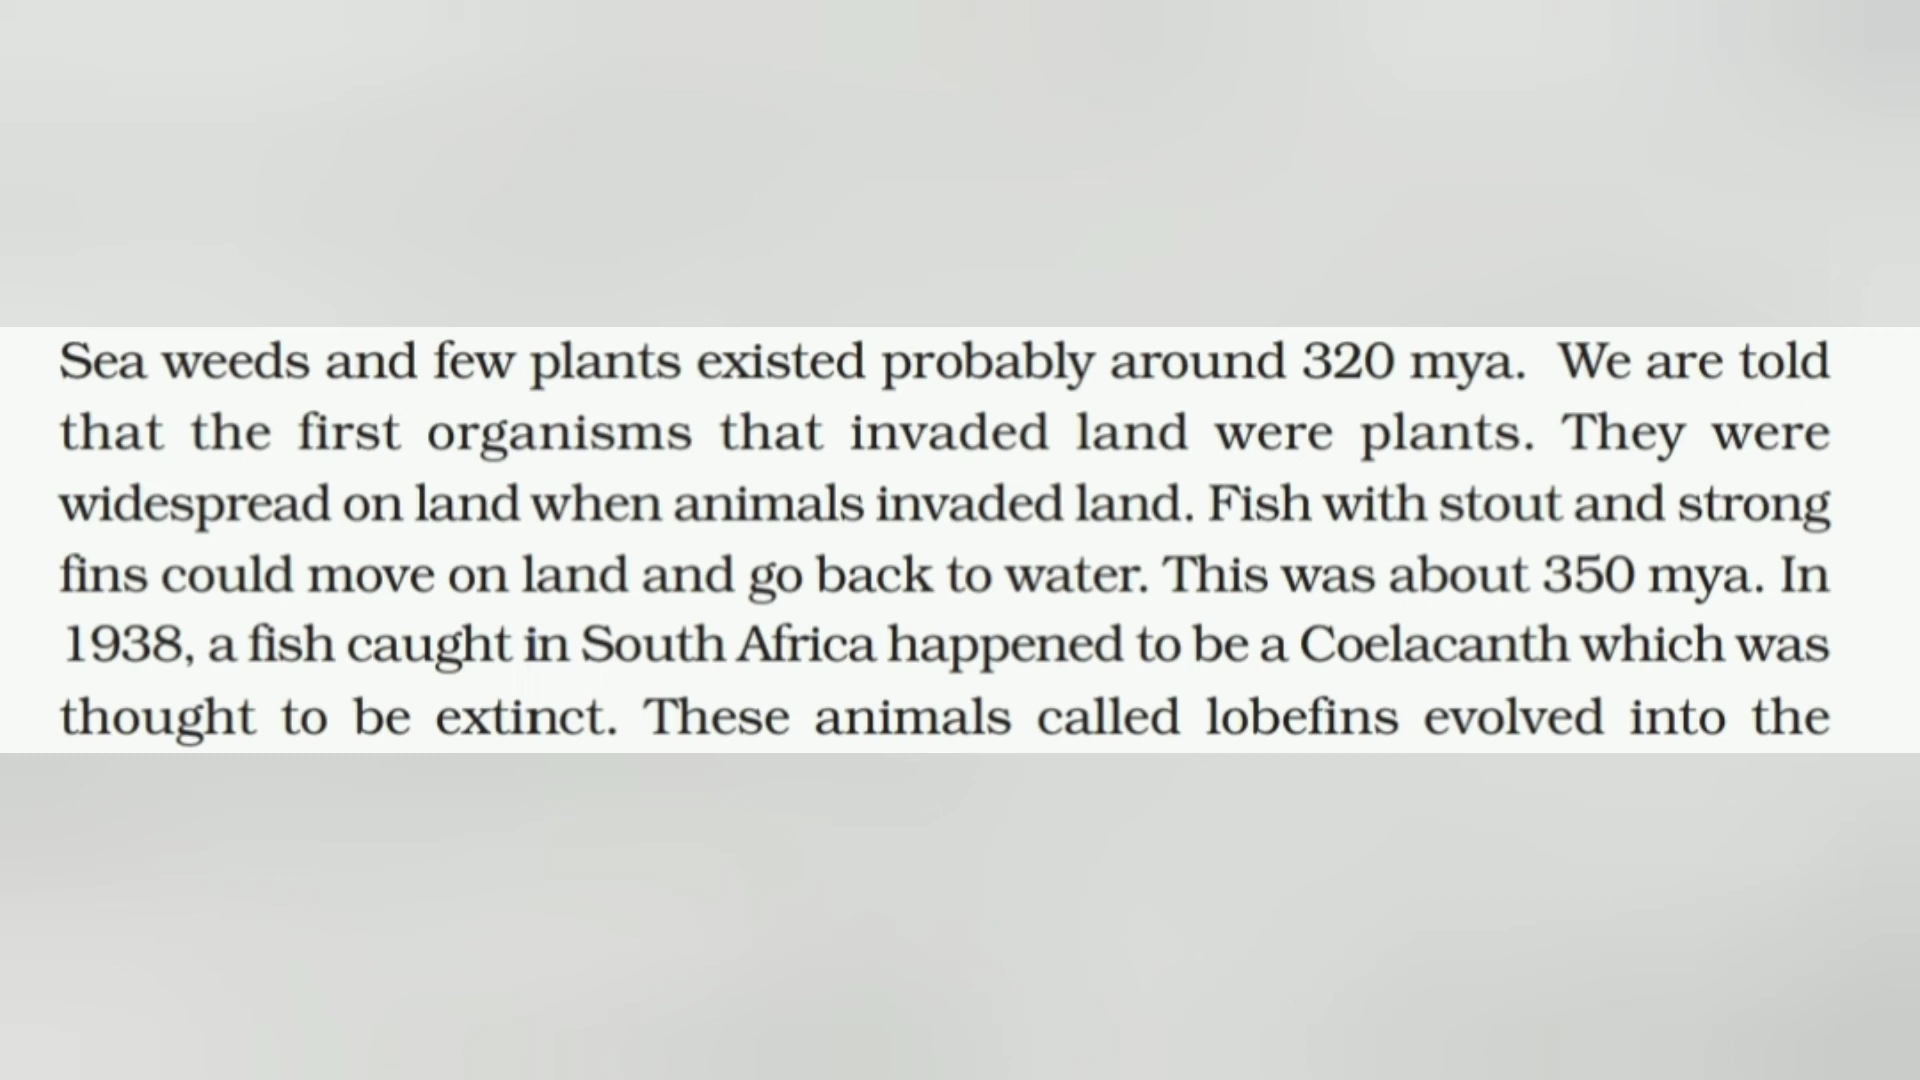 Sea weeds and few plants existed probably around 320 mya. We are told
that the first organisms that invaded land were plants. They were
widespread on land when animals invaded land. Fish with stout and strong
fins could move on land and go back to water. This was about 350 mya. In
1938, a fish caught in South Africa happened to be a Coelacanth which was
thought to be extinct. These animals called lobefins evolved into the